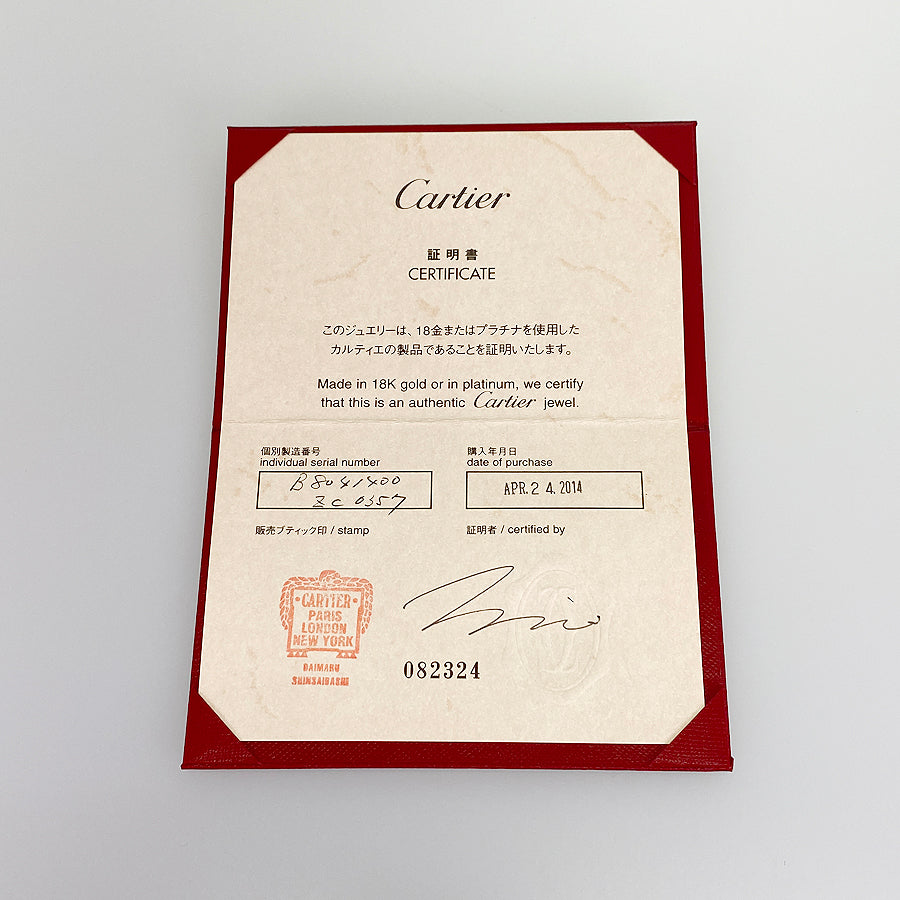 Cartier
証明書
CERTIFICATE
このジュエリーは、18金またはプラチナを使用した
カルティエの製品であることを証明いたします。
Made in 18K gold or in platinum, we certify
that this is an authentic Cartier jewel.
個別製造番号
individual serial number
B8041400
ZC0357
購入年月日
date of purchase
APR. 2 4. 2014
販売ブティック印 / stamp
証明者 / certified by
CARTIER
PARIS
LONDON
NEW YORK
DAIMARU
SHINSAIBASHI
082324